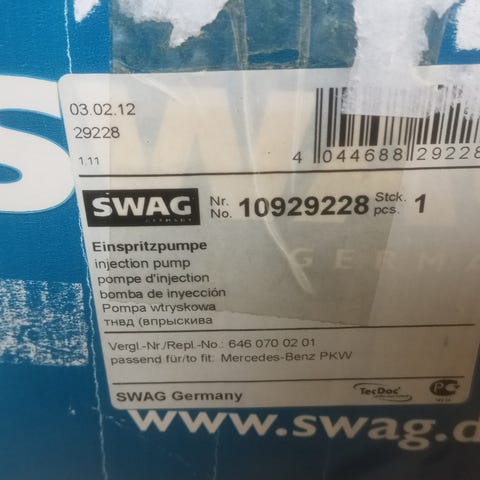 03.02.12
29228
1.11
4 044688 29228
SWAG
GERMANY
Nr.
No. 10929228 Stck.
pcs. 1
Einspritzpumpe
injection pump
pompe d'injection
bomba de inyección
Pompa wtryskowa
тнвд (впрыскива
GERMA
Vergl.-Nr./Repl.-No.: 646 070 02 01
passend für/to fit: Mercedes-Benz PKW
SWAG Germany
TecDoc
www.swag.d